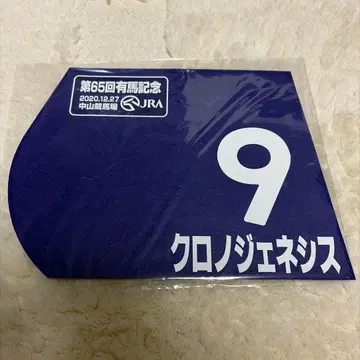 第65回有馬記念
2020.12.27
中山競馬場
JRA
9
クロノジェネシス